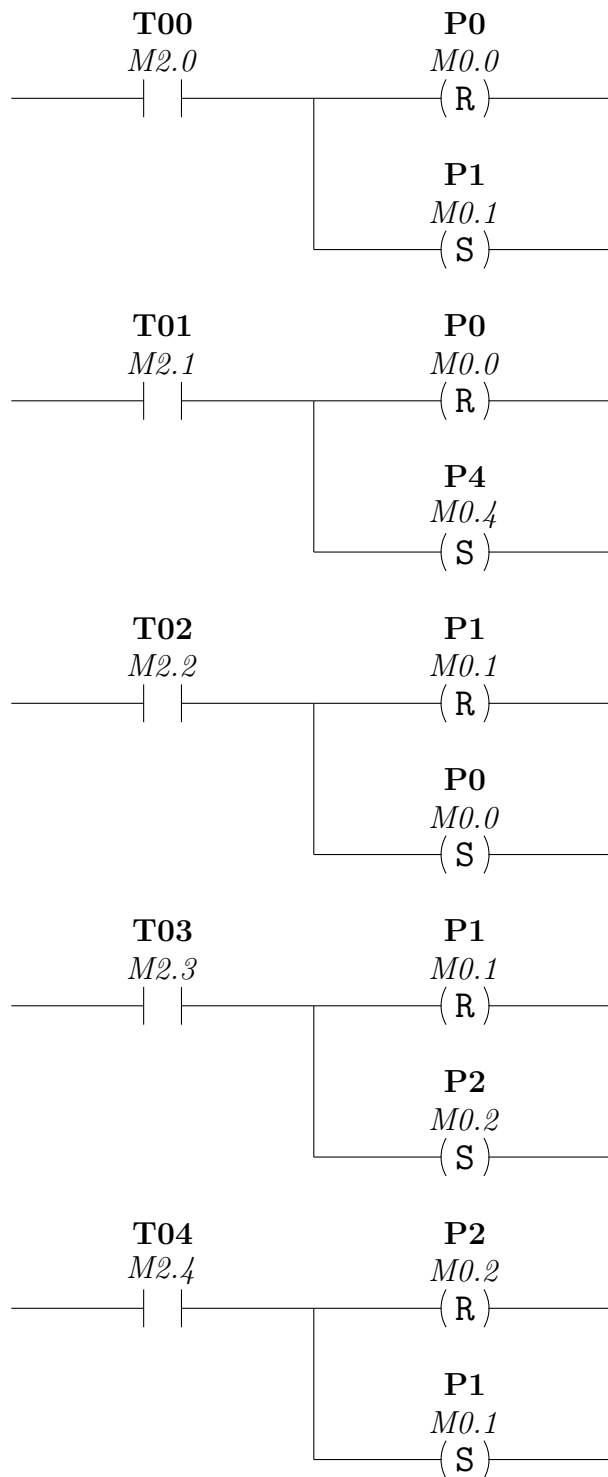 T00 P0
M2.0 M0.0
R
P1
M0.1
S
T01 P0
M2.1 M0.0
R
P4
M0.4
S
T02 P1
M2.2 M0.1
R
P0
M0.0
S
T03 P1
M2.3 M0.1
R
P2
M0.2
S
T04 P2
M2.4 M0.2
R
P1
M0.1
S